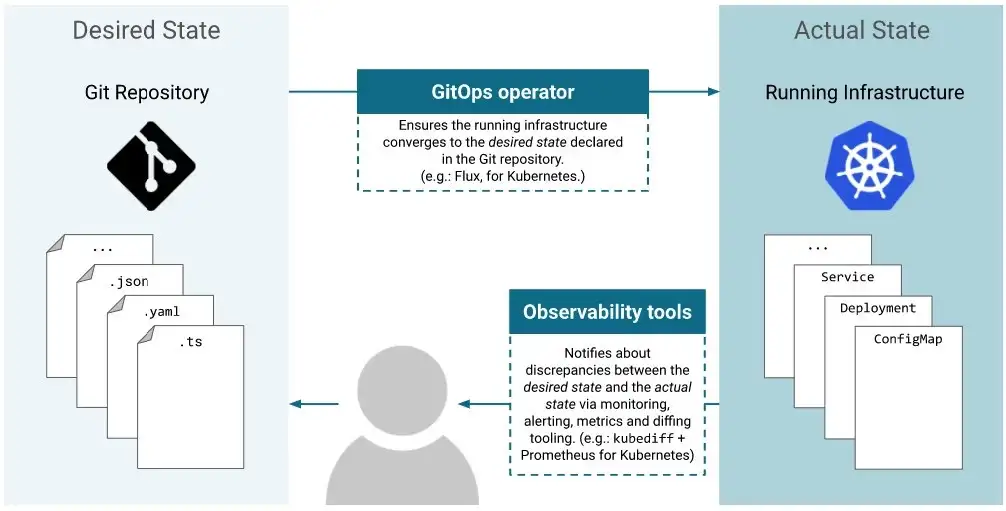 Desired State
Git Repository
...
.json
.yaml
.ts
GitOps operator
Ensures the running infrastructure
converges to the desired state declared
in the Git repository.
(e.g.: Flux, for Kubernetes.)
Observability tools
Notifies about
discrepancies between the
desired state and the actual
state via monitoring,
alerting, metrics and diffing
tooling. (e.g.: kubediff +
Prometheus for Kubernetes)
Actual State
Running Infrastructure
...
Service
Deployment
ConfigMap